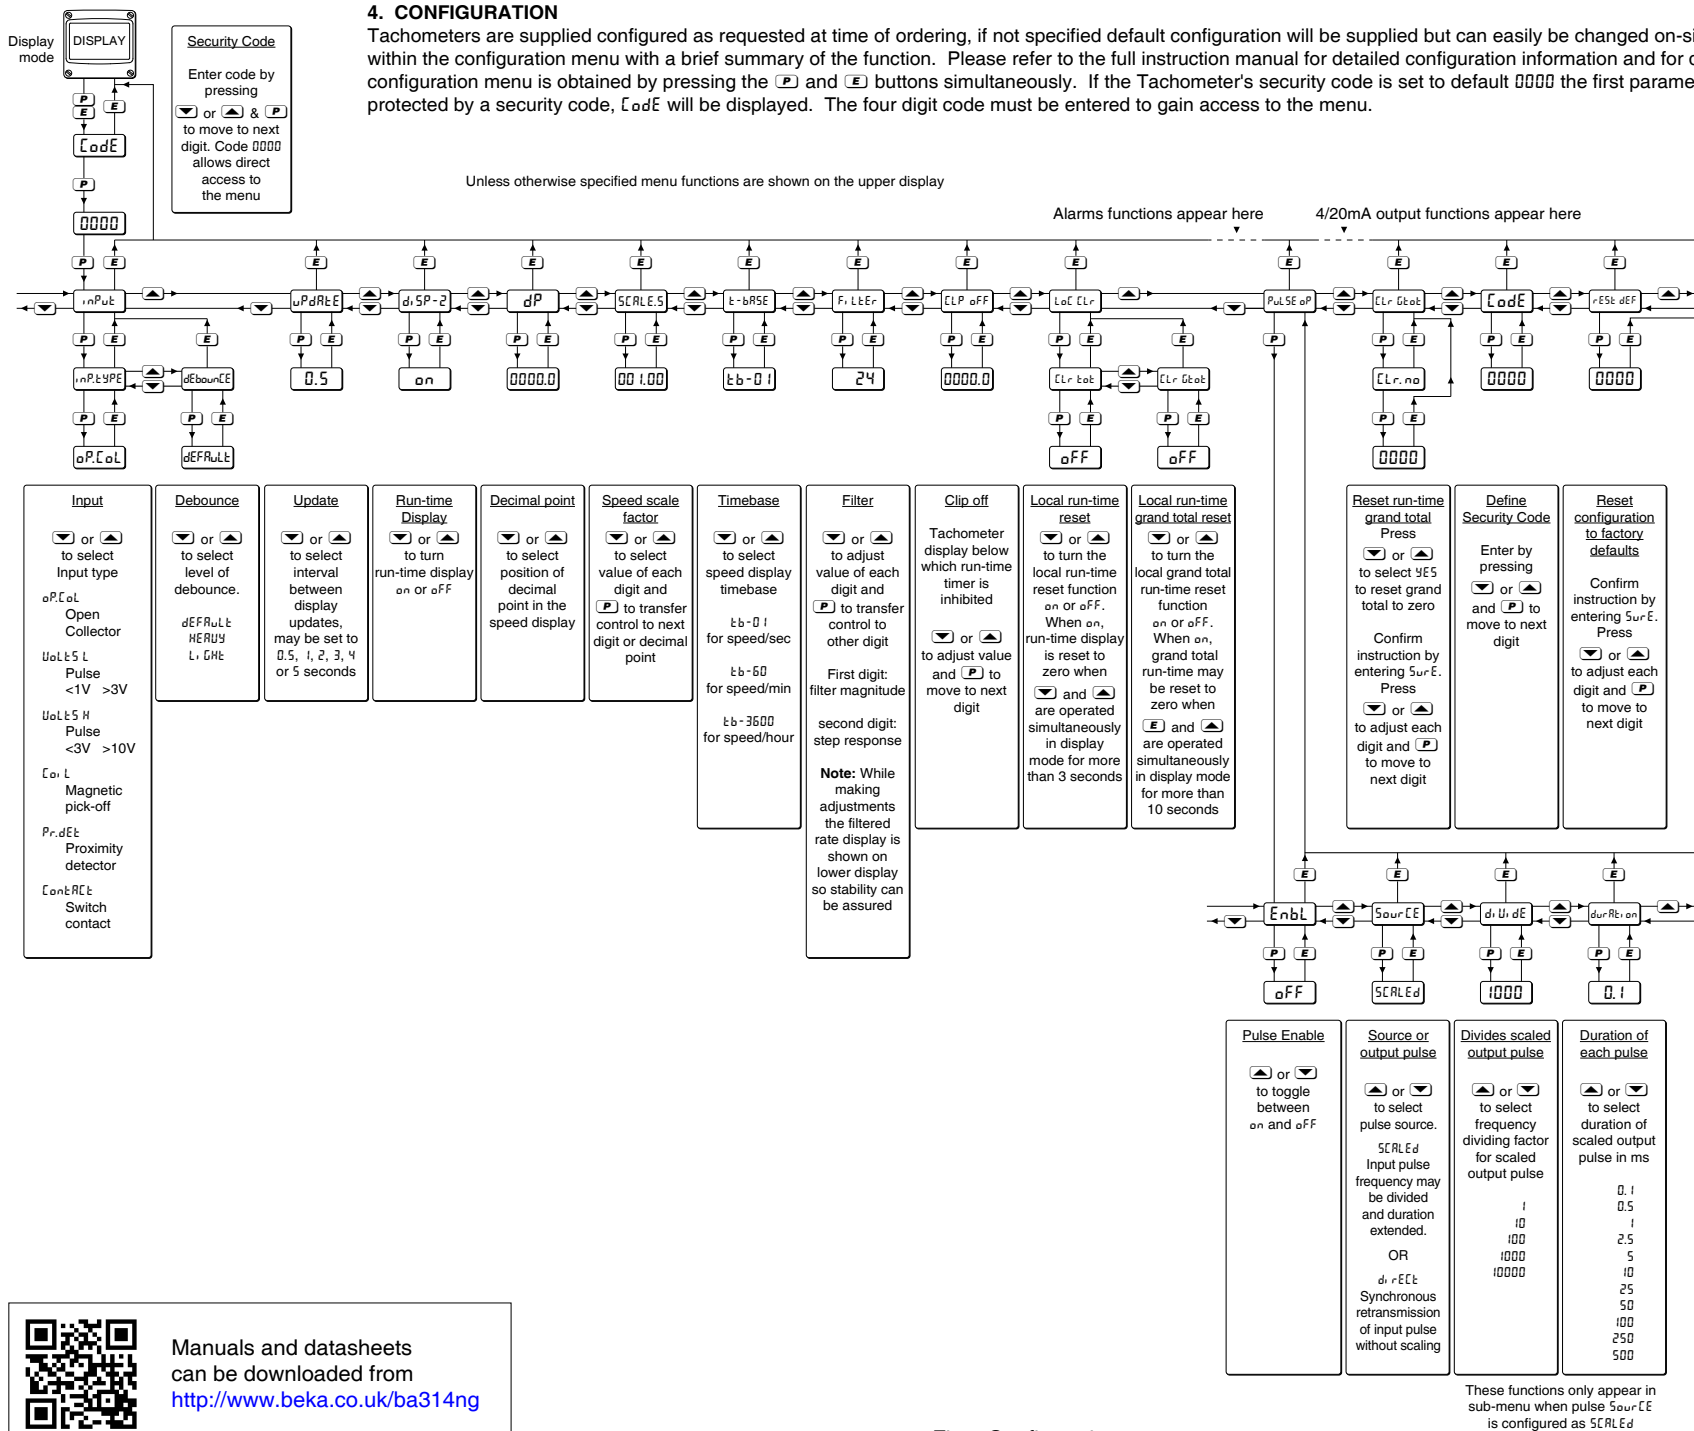 4. CONFIGURATION
Tachometers are supplied configured as requested at time of ordering, if not specified default configuration will be supplied but can easily be changed on-si
within the configuration menu with a brief summary of the function. Please refer to the full instruction manual for detailed configuration information and for
configuration menu is obtained by pressing the P and E buttons simultaneously. If the Tachometer's security code is set to default 0000 the first parame
protected by a security code, CodE will be displayed. The four digit code must be entered to gain access to the menu.
Display
mode
DISPLAY
P
E
E
CodE
P
0000
Security Code
Enter code by
pressing
▼ or ▲ & P
to move to next
digit. Code 0000
allows direct
access to
the menu
Unless otherwise specified menu functions are shown on the upper display
Alarms functions appear here
4/20mA output functions appear here
P E E E E E E E E E E E E
inPut uPdAtE diSP-2 dP SCALE.S t-bASE FiLtEr CLP oFF LoC CLr PuLSE oP CLr Gtot CodE rESt dEF
P E E P E P E P E P E P E P E P E P E E P P E P E P E
inP.tYPE dEbounCE 0.5 on 0000.0 001.00 tb-01 24 0000.0 CLr tot CLr Gtot CLr.no 0000 0000
P E P E P E P E P E
oP.CoL dEFAuLt oFF oFF 0000
Input
▼ or ▲
to select
Input type
oP.CoL
Open
Collector
VoLtS L
Pulse
<1V >3V
VoLtS H
Pulse
<3V >10V
CoiL
Magnetic
pick-off
Pr.dEt
Proximity
detector
ContACt
Switch
contact
Debounce
▼ or ▲
to select
level of
debounce.
dEFAuLt
HEAVY
LiGHt
Update
▼ or ▲
to select
interval
between
display
updates,
may be set to
0.5, 1, 2, 3, 4
or 5 seconds
Run-time
Display
▼ or ▲
to turn
run-time display
on or oFF
Decimal point
▼ or ▲
to select
position of
decimal
point in the
speed display
Speed scale
factor
▼ or ▲
to select
value of each
digit and
P to transfer
control to next
digit or decimal
point
Timebase
▼ or ▲
to select
speed display
timebase
tb-01
for speed/sec
tb-60
for speed/min
tb-3600
for speed/hour
Filter
▼ or ▲
to adjust
value of each
digit and
P to transfer
control to
other digit
First digit:
filter magnitude
second digit:
step response
Note: While
making
adjustments
the filtered
rate display is
shown on
lower display
so stability can
be assured
Clip off
Tachometer
display below
which run-time
timer is
inhibited
▼ or ▲
to adjust value
and P to
move to next
digit
Local run-time
reset
▼ or ▲
to turn the
local run-time
reset function
on or oFF.
When on,
run-time display
is reset to
zero when
▼ and ▲
are operated
simultaneously
in display
mode for more
than 3 seconds
Local run-time
grand total reset
▼ or ▲
to turn the
local grand total
run-time reset
function
on or oFF.
When on,
grand total
run-time may
be reset to
zero when
E and ▲
are operated
simultaneously
in display mode
for more than
10 seconds
Reset run-time
grand total
Press
▼ or ▲
to select YES
to reset grand
total to zero
Confirm
instruction by
entering SurE.
Press
▼ or ▲
to adjust each
digit and P
to move to
next digit
Define
Security Code
Enter by
pressing
▼ or ▲
and P to
move to next
digit
Reset
configuration
to factory
defaults
Confirm
instruction by
entering SurE.
Press
▼ or ▲
to adjust each
digit and P
to move to
next digit
E E E E
EnbL SourCE diVidE durAtion
P E P E P E P E
oFF SCALEd 1000 0.1
Pulse Enable
▲ or ▼
to toggle
between
on and oFF
Source or
output pulse
▲ or ▼
to select
pulse source.
SCALEd
Input pulse
frequency may
be divided
and duration
extended.
OR
dirECt
Synchronous
retransmission
of input pulse
without scaling
Divides scaled
output pulse
▲ or ▼
to select
frequency
dividing factor
for scaled
output pulse
1
10
100
1000
10000
Duration of
each pulse
▲ or ▼
to select
duration of
scaled output
pulse in ms
0.1
0.5
1
2.5
5
10
25
50
100
250
500
These functions only appear in
sub-menu when pulse SourCE
is configured as SCALEd
Manuals and datasheets
can be downloaded from
http://www.beka.co.uk/ba314ng